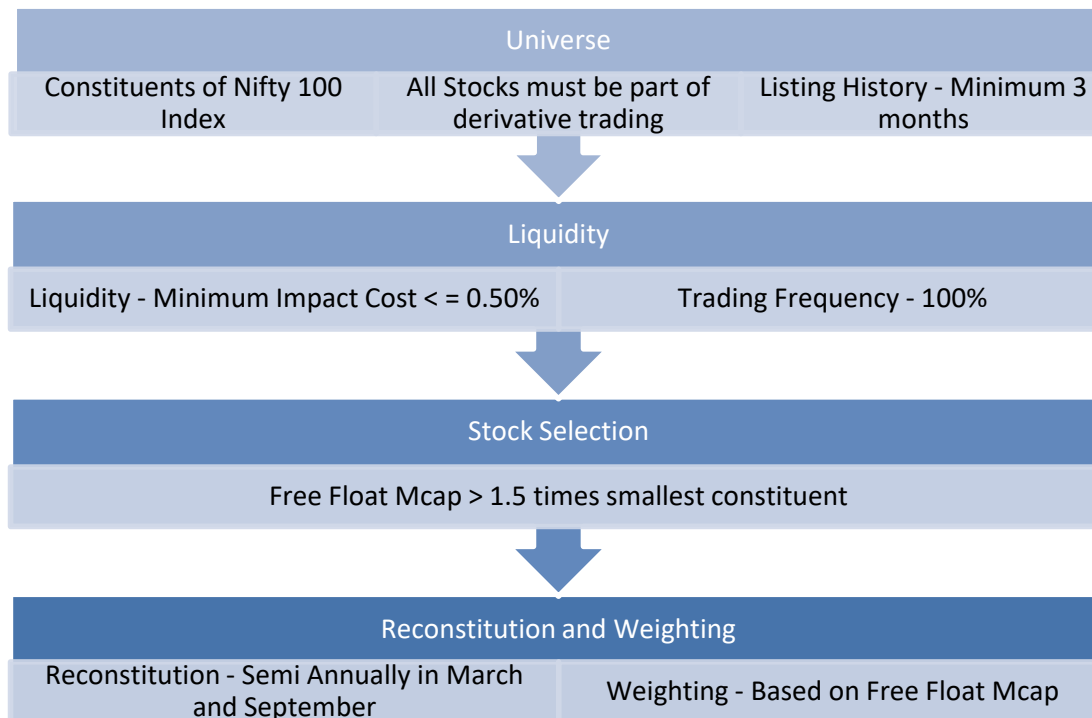 Universe
Constituents of Nifty 100
Index
All Stocks must be part of
derivative trading
Listing History - Minimum 3
months
Liquidity
Liquidity - Minimum Impact Cost < = 0.50%
Trading Frequency - 100%
Stock Selection
Free Float Mcap > 1.5 times smallest constituent
Reconstitution and Weighting
Reconstitution - Semi Annually in March
and September
Weighting - Based on Free Float Mcap